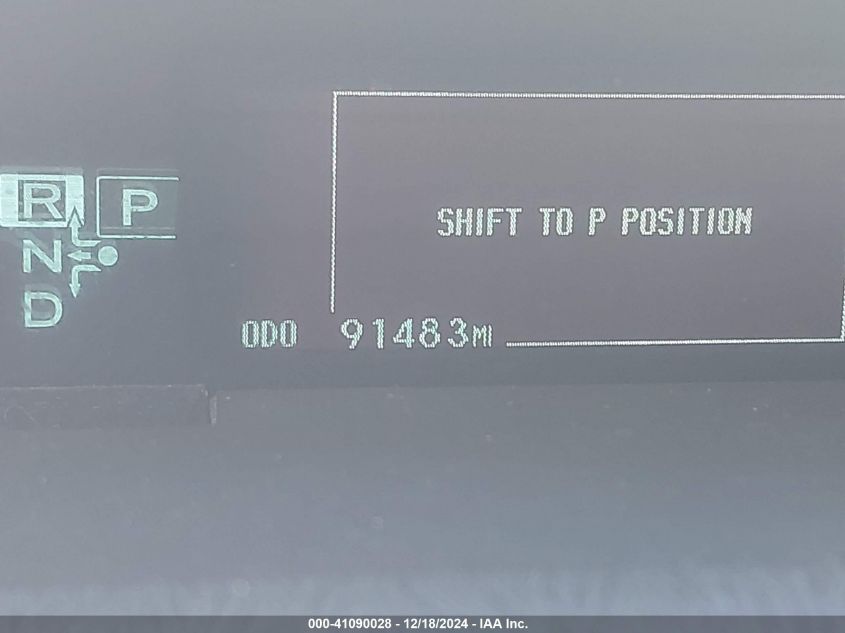 R P
N
D
SHIFT TO P POSITION
ODO 91483MI
000-41090028 - 12/18/2024 - IAA Inc.